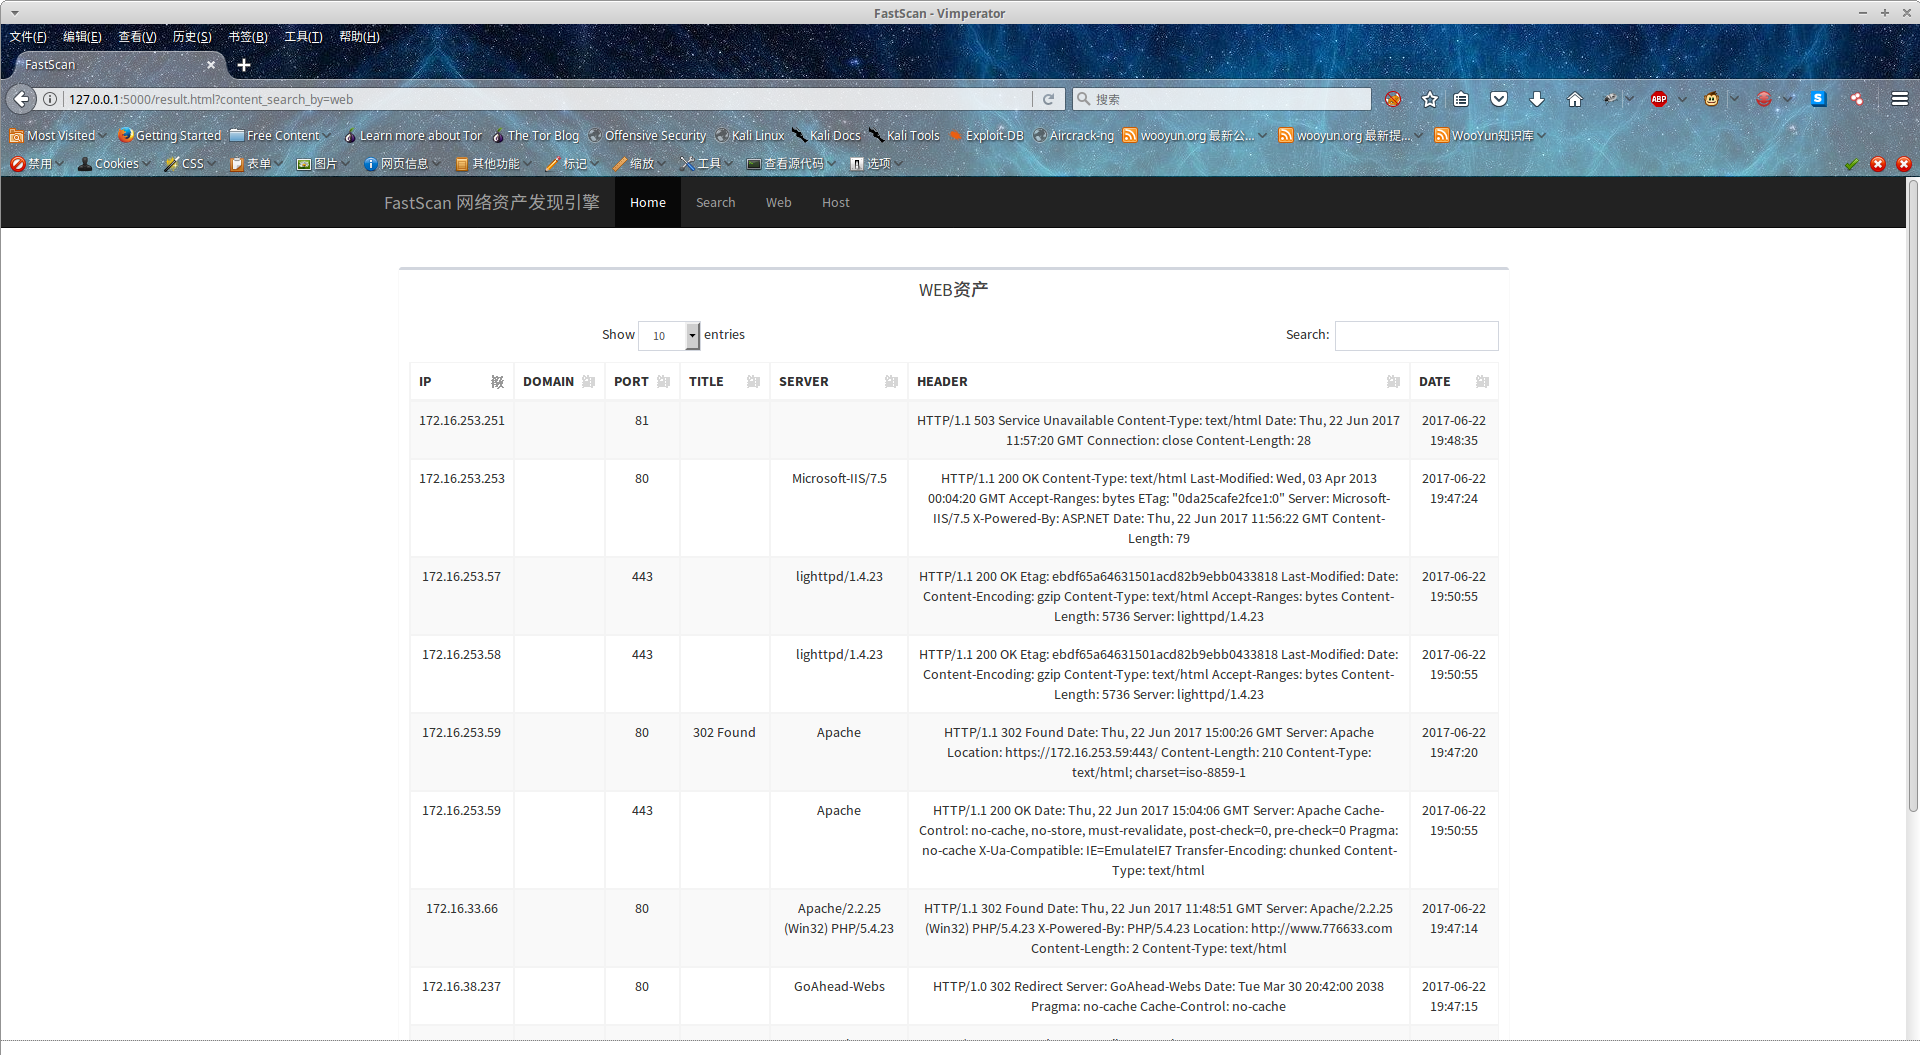 FastScan - Vimperator
文件(F) 编辑(E) 查看(V) 历史(S) 书签(B) 工具(T) 帮助(H)
FastScan
127.0.0.1:5000/result.html?content_search_by=web 搜索
Most Visited Getting Started Free Content Learn more about Tor The Tor Blog Offensive Security Kali Linux Kali Docs Kali Tools Exploit-DB Aircrack-ng wooyun.org 最新公... wooyun.org 最新提... WooYun知识库
禁用 Cookies CSS 表单 图片 网页信息 其他功能 标记 缩放 工具 查看源代码 选项
FastScan 网络资产发现引擎 Home Search Web Host
WEB资产
Show 10 entries Search:
IP DOMAIN PORT TITLE SERVER HEADER DATE
172.16.253.251 81 HTTP/1.1 503 Service Unavailable Content-Type: text/html Date: Thu, 22 Jun 2017 2017-06-22
11:57:20 GMT Connection: close Content-Length: 28 19:48:35
172.16.253.253 80 Microsoft-IIS/7.5 HTTP/1.1 200 OK Content-Type: text/html Last-Modified: Wed, 03 Apr 2013 2017-06-22
00:04:20 GMT Accept-Ranges: bytes ETag: "0da25cafe2fce1:0" Server: Microsoft- 19:47:24
IIS/7.5 X-Powered-By: ASP.NET Date: Thu, 22 Jun 2017 11:56:22 GMT Content-
Length: 79
172.16.253.57 443 lighttpd/1.4.23 HTTP/1.1 200 OK Etag: ebdf65a64631501acd82b9ebb0433818 Last-Modified: Date: 2017-06-22
Content-Encoding: gzip Content-Type: text/html Accept-Ranges: bytes Content- 19:50:55
Length: 5736 Server: lighttpd/1.4.23
172.16.253.58 443 lighttpd/1.4.23 HTTP/1.1 200 OK Etag: ebdf65a64631501acd82b9ebb0433818 Last-Modified: Date: 2017-06-22
Content-Encoding: gzip Content-Type: text/html Accept-Ranges: bytes Content- 19:50:55
Length: 5736 Server: lighttpd/1.4.23
172.16.253.59 80 302 Found Apache HTTP/1.1 302 Found Date: Thu, 22 Jun 2017 15:00:26 GMT Server: Apache 2017-06-22
Location: https://172.16.253.59:443/ Content-Length: 210 Content-Type: 19:47:20
text/html; charset=iso-8859-1
172.16.253.59 443 Apache HTTP/1.1 200 OK Date: Thu, 22 Jun 2017 15:04:06 GMT Server: Apache Cache- 2017-06-22
Control: no-cache, no-store, must-revalidate, post-check=0, pre-check=0 Pragma: 19:50:55
no-cache X-Ua-Compatible: IE=EmulateIE7 Transfer-Encoding: chunked Content-
Type: text/html
172.16.33.66 80 Apache/2.2.25 HTTP/1.1 302 Found Date: Thu, 22 Jun 2017 11:48:51 GMT Server: Apache/2.2.25 2017-06-22
(Win32) PHP/5.4.23 (Win32) PHP/5.4.23 X-Powered-By: PHP/5.4.23 Location: http://www.776633.com 19:47:14
Content-Length: 2 Content-Type: text/html
172.16.38.237 80 GoAhead-Webs HTTP/1.0 302 Redirect Server: GoAhead-Webs Date: Tue Mar 30 20:42:00 2038 2017-06-22
Pragma: no-cache Cache-Control: no-cache 19:47:15